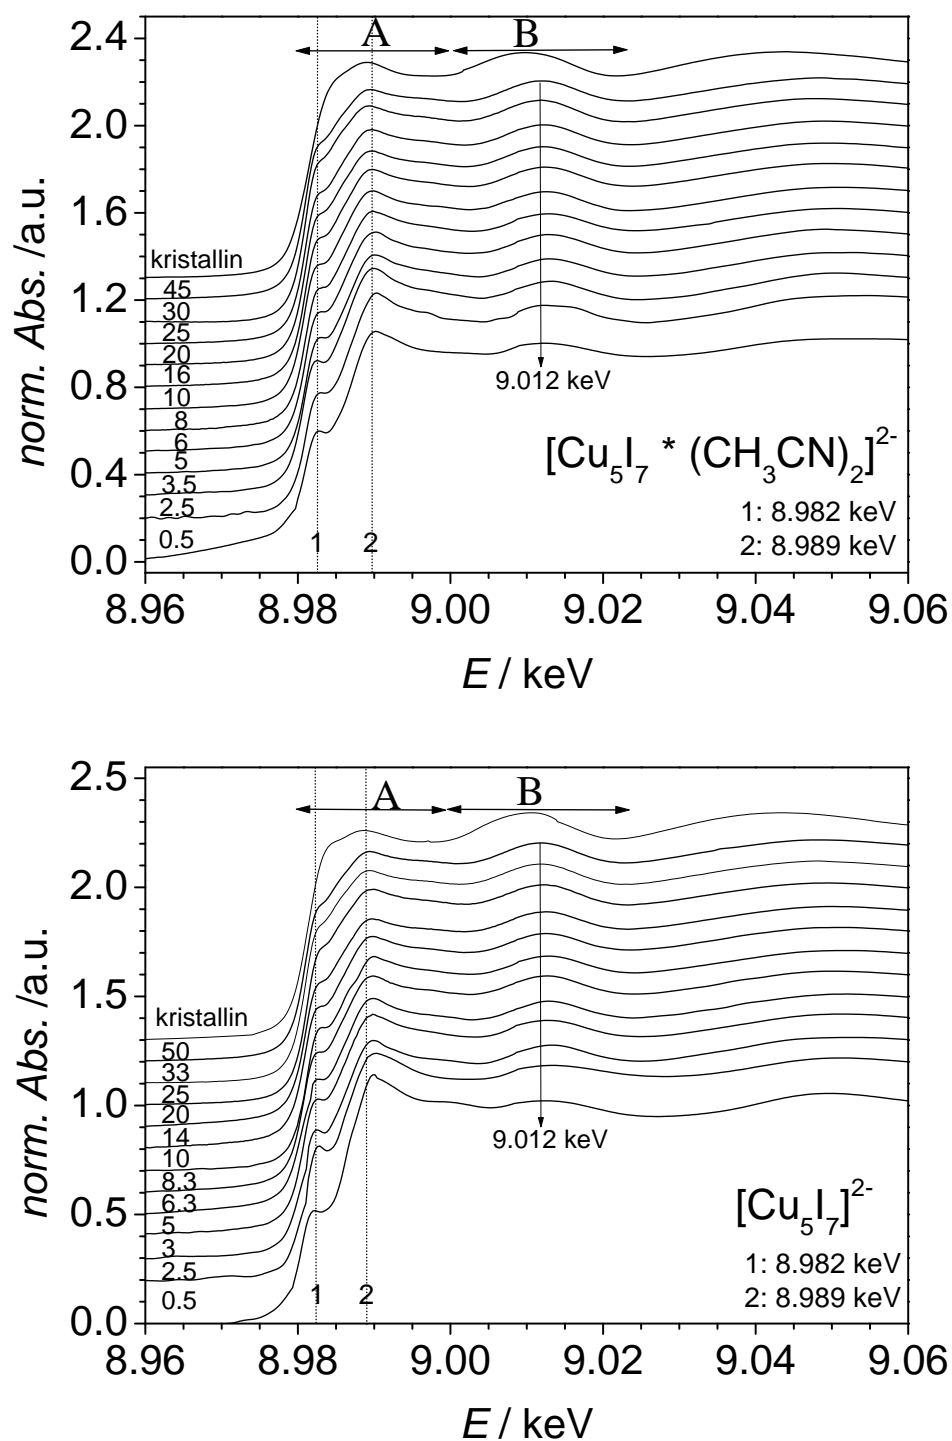 2.4
2.0
1.6
1.2
0.8
0.4
0.0
norm. Abs. /a.u.
A
B
kristallin
45
30
25
20
16
10
8
6
5
3.5
2.5
0.5
1
2
9.012 keV
[Cu₅I₇ * (CH₃CN)₂]²⁻
1: 8.982 keV
2: 8.989 keV
8.96 8.98 9.00 9.02 9.04 9.06
E / keV
2.5
2.0
1.5
1.0
0.5
0.0
norm. Abs. /a.u.
A
B
kristallin
50
33
25
20
14
10
8.3
6.3
5
3
2.5
0.5
1
2
9.012 keV
[Cu₅I₇]²⁻
1: 8.982 keV
2: 8.989 keV
8.96 8.98 9.00 9.02 9.04 9.06
E / keV